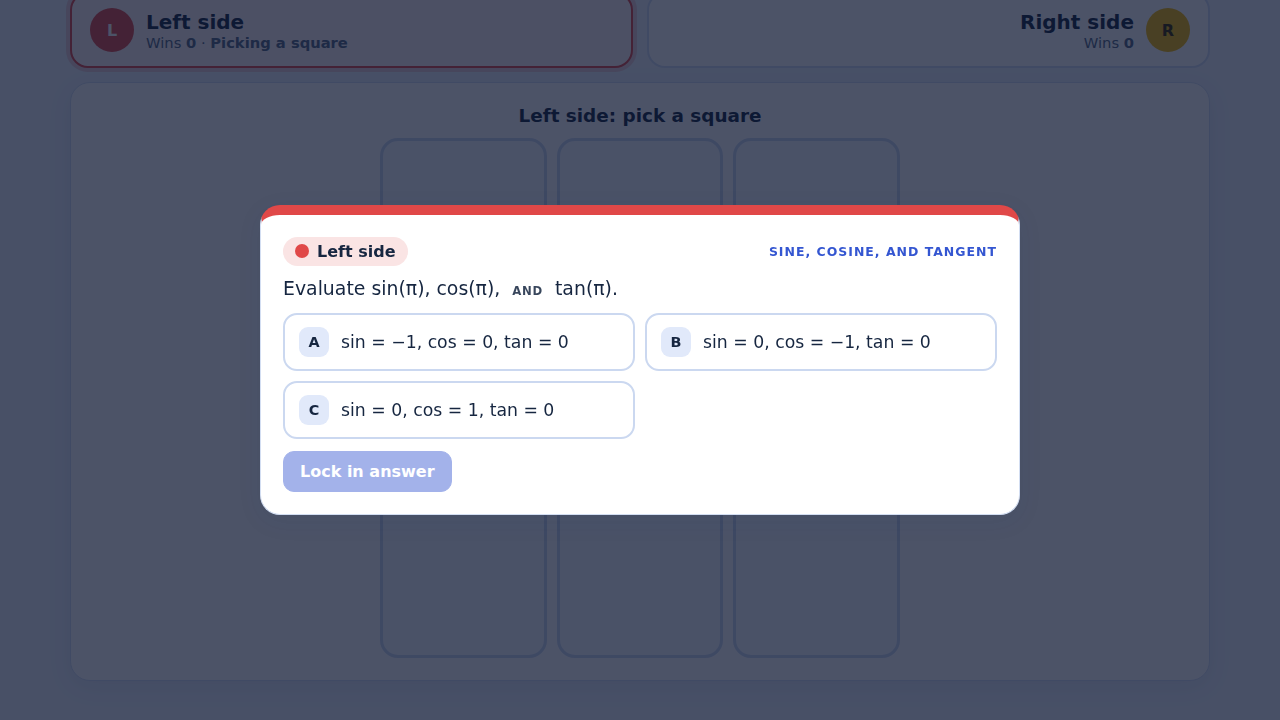 L
Left side
Wins 0 · Picking a square
Right side
Wins 0
R
Left side: pick a square
Left side
SINE, COSINE, AND TANGENT
Evaluate sin(π), cos(π), AND tan(π).
A sin = −1, cos = 0, tan = 0
B sin = 0, cos = −1, tan = 0
C sin = 0, cos = 1, tan = 0
Lock in answer